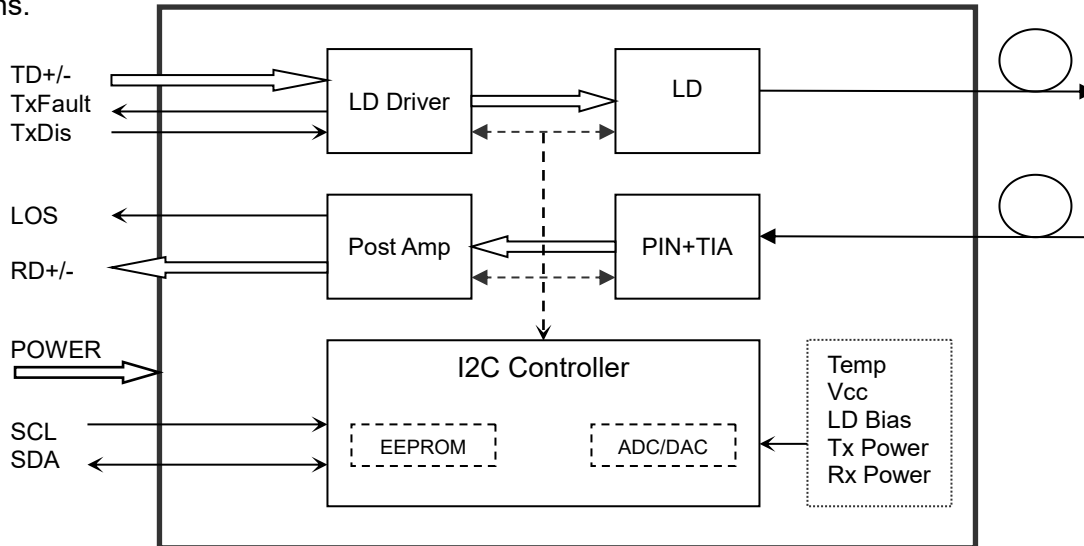 ns.
TD+/-
TxFault
TxDis
LD Driver
LD
LOS
RD+/-
Post Amp
PIN+TIA
POWER
I2C Controller
SCL
SDA
EEPROM
ADC/DAC
Temp
Vcc
LD Bias
Tx Power
Rx Power